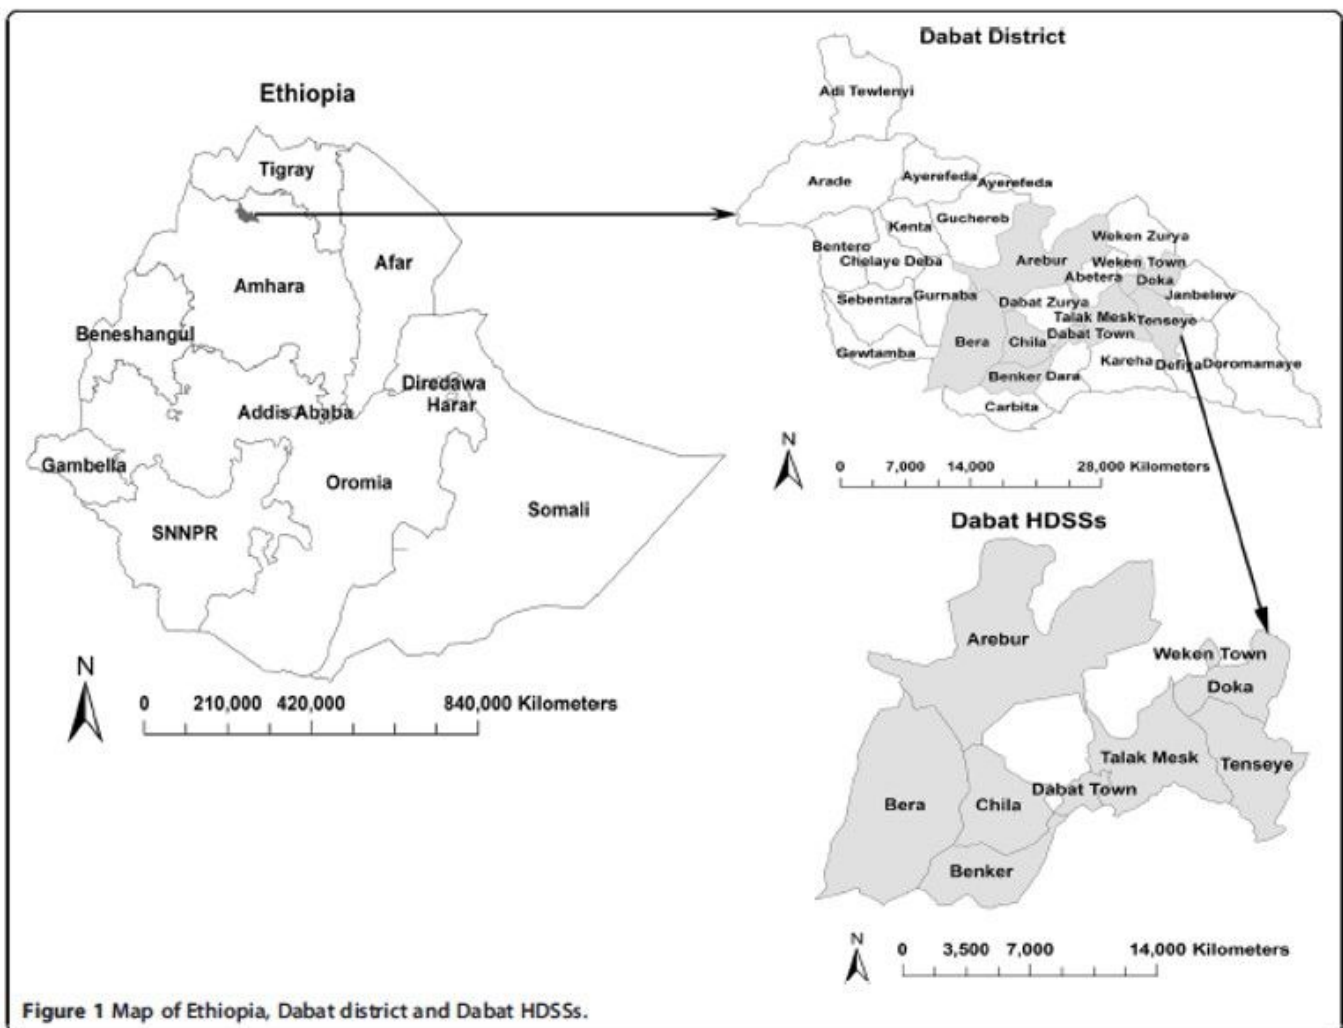 Ethiopia
Tigray
Afar
Amhara
Beneshangul
Diredawa
Harar
Addis Ababa
Gambella
Oromia
Somali
SNNPR
N
0 210,000 420,000 840,000 Kilometers
Dabat District
Adi Tewlenyi
Arade
Ayerefeda
Ayerefeda
Guchereb
Kenta
Weken Zurya
Bentero
Chelaye Deba
Arebur
Weken Town
Abetera
Doka
Janbelew
Sebentara
Gurnaba
Dabat Zurya
Talak Mesk
Tenseye
Dabat Town
Bera
Chila
Gewtamba
Kareha
Defiya
Doromamaye
Benker Dara
Carbita
N
0 7,000 14,000 28,000 Kilometers
Dabat HDSSs
Arebur
Weken Town
Doka
Talak Mesk
Tenseye
Dabat Town
Bera
Chila
Benker
N
0 3,500 7,000 14,000 Kilometers
Figure 1 Map of Ethiopia, Dabat district and Dabat HDSSs.